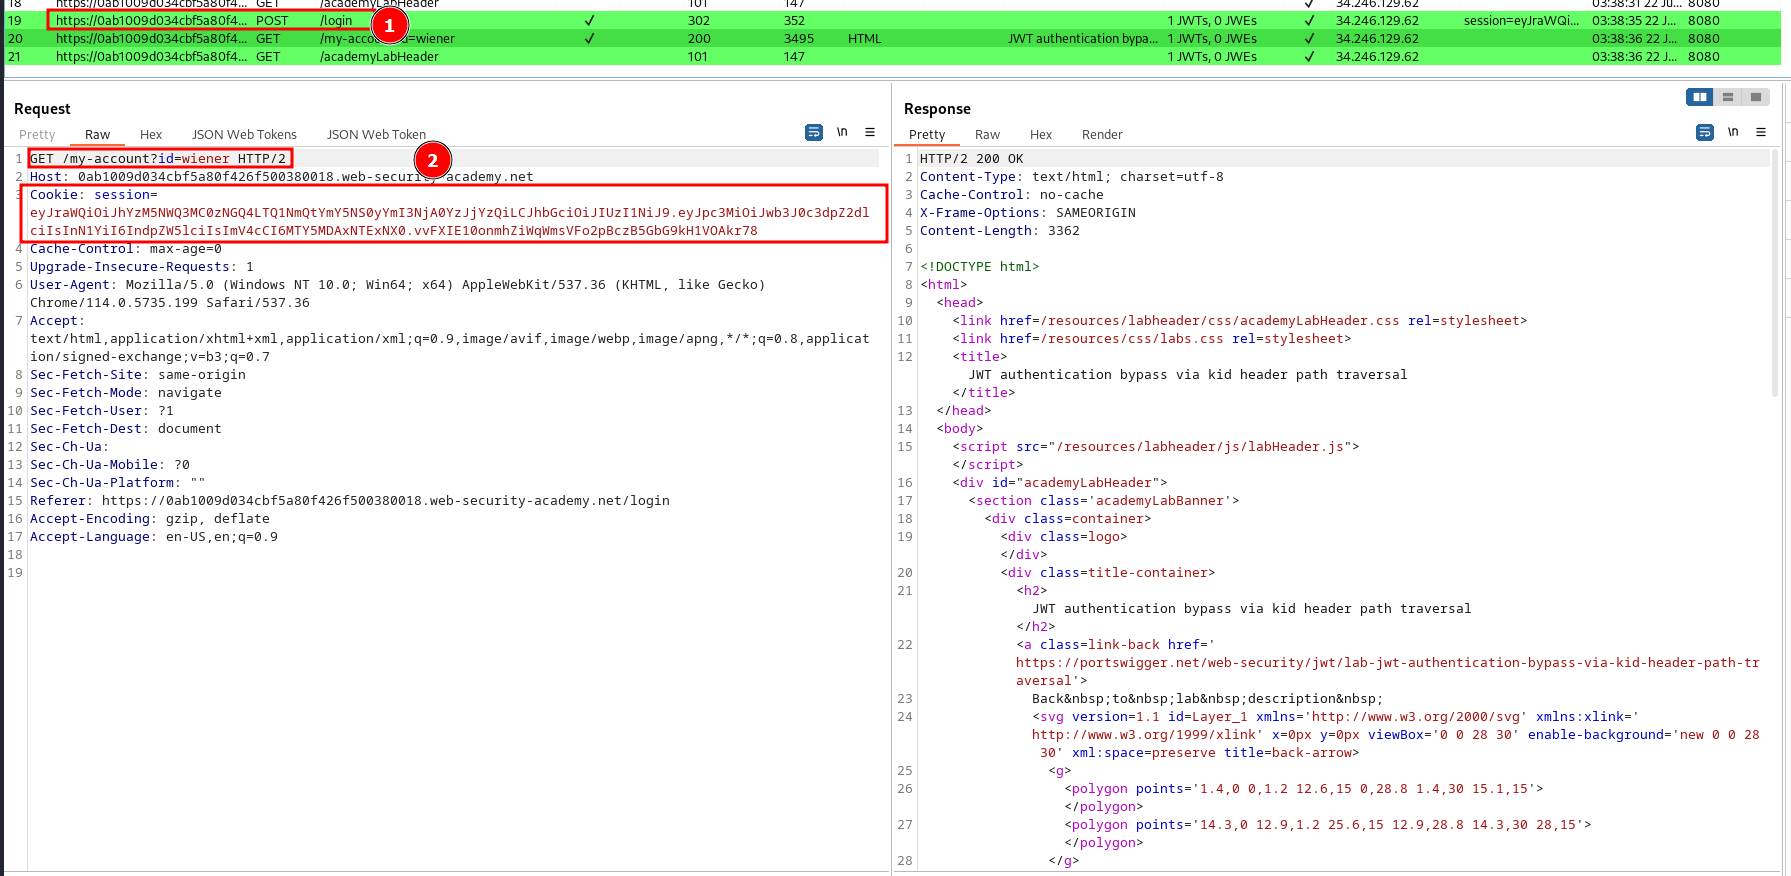 18 https://0ab1009d034cbf5a80f4... GET /academyLabHeader 101 147 ✓ 34.246.129.62 03:38:31 22 Ju... 8080
19 https://0ab1009d034cbf5a80f4... POST /login ✓ 302 352 1 JWTs, 0 JWEs ✓ 34.246.129.62 session=eyJraWQi... 03:38:35 22 J... 8080
1
20 https://0ab1009d034cbf5a80f4... GET /my-acco id=wiener ✓ 200 3495 HTML JWT authentication bypa... 1 JWTs, 0 JWEs ✓ 34.246.129.62 03:38:36 22 J... 8080
21 https://0ab1009d034cbf5a80f4... GET /academyLabHeader 101 147 1 JWTs, 0 JWEs ✓ 34.246.129.62 03:38:36 22 J... 8080
Request
Pretty Raw Hex JSON Web Tokens JSON Web Token \n
2
1 GET /my-account?id=wiener HTTP/2
2 Host: 0ab1009d034cbf5a80f426f500380018.web-security-academy.net
3 Cookie: session=
eyJraWQiOiJhYzM5NWQ3MC0zNGQ4LTQ1NmQtYmY5NS0yYmI3NjA0YzJjYzQiLCJhbGciOiJIUzI1NiJ9.eyJpc3MiOiJwb3J0c3dpZ2dl
ciIsInN1YiI6IndpZW5lciIsImV4cCI6MTY5MDAxNTExNX0.vvFXIE10onmhZiWqWmsVFo2pBczB5GbG9kH1VOAkr78
4 Cache-Control: max-age=0
5 Upgrade-Insecure-Requests: 1
6 User-Agent: Mozilla/5.0 (Windows NT 10.0; Win64; x64) AppleWebKit/537.36 (KHTML, like Gecko)
Chrome/114.0.5735.199 Safari/537.36
7 Accept:
text/html,application/xhtml+xml,application/xml;q=0.9,image/avif,image/webp,image/apng,*/*;q=0.8,applicat
ion/signed-exchange;v=b3;q=0.7
8 Sec-Fetch-Site: same-origin
9 Sec-Fetch-Mode: navigate
10 Sec-Fetch-User: ?1
11 Sec-Fetch-Dest: document
12 Sec-Ch-Ua:
13 Sec-Ch-Ua-Mobile: ?0
14 Sec-Ch-Ua-Platform: ""
15 Referer: https://0ab1009d034cbf5a80f426f500380018.web-security-academy.net/login
16 Accept-Encoding: gzip, deflate
17 Accept-Language: en-US,en;q=0.9
18
19
Response
Pretty Raw Hex Render \n
1 HTTP/2 200 OK
2 Content-Type: text/html; charset=utf-8
3 Cache-Control: no-cache
4 X-Frame-Options: SAMEORIGIN
5 Content-Length: 3362
6
7 <!DOCTYPE html>
8 <html>
9 <head>
10 <link href=/resources/labheader/css/academyLabHeader.css rel=stylesheet>
11 <link href=/resources/css/labs.css rel=stylesheet>
12 <title>
JWT authentication bypass via kid header path traversal
</title>
13 </head>
14 <body>
15 <script src="/resources/labheader/js/labHeader.js">
</script>
16 <div id="academyLabHeader">
17 <section class='academyLabBanner'>
18 <div class=container>
19 <div class=logo>
</div>
20 <div class=title-container>
21 <h2>
JWT authentication bypass via kid header path traversal
</h2>
22 <a class=link-back href='
https://portswigger.net/web-security/jwt/lab-jwt-authentication-bypass-via-kid-header-path-tr
aversal'>
23 Back&nbsp;to&nbsp;lab&nbsp;description&nbsp;
24 <svg version=1.1 id=Layer_1 xmlns='http://www.w3.org/2000/svg' xmlns:xlink='
http://www.w3.org/1999/xlink' x=0px y=0px viewBox='0 0 28 30' enable-background='new 0 0 28
30' xml:space=preserve title=back-arrow>
25 <g>
26 <polygon points='1.4,0 0,1.2 12.6,15 0,28.8 1.4,30 15.1,15'>
</polygon>
27 <polygon points='14.3,0 12.9,1.2 25.6,15 12.9,28.8 14.3,30 28,15'>
</polygon>
28 </g>